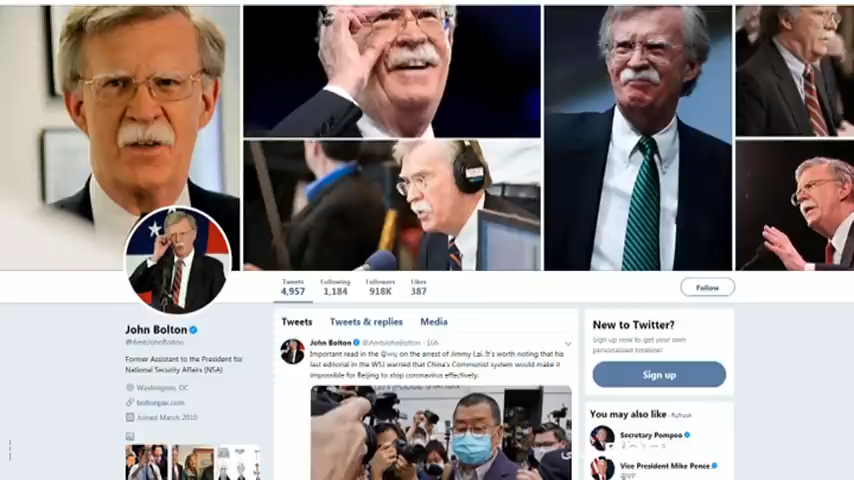 Tweets Following Followers Likes
4,957 1,184 918K 387
Follow
John Bolton
@AmbJohnBolton
Former Assistant to the President for
National Security Affairs (NSA)
Washington, DC
boltonpac.com
Joined March 2010
Tweets Tweets & replies Media
John Bolton @AmbJohnBolton · 16h
Important read in the @wsj on the arrest of Jimmy Lai. It's worth noting that his
last editorial in the WSJ warned that China's Communist system would make it
impossible for Beijing to stop coronavirus effectively.
New to Twitter?
Sign up now to get your own
personalized timeline!
Sign up
You may also like · Refresh
Secretary Pompeo
Vice President Mike Pence
@VP